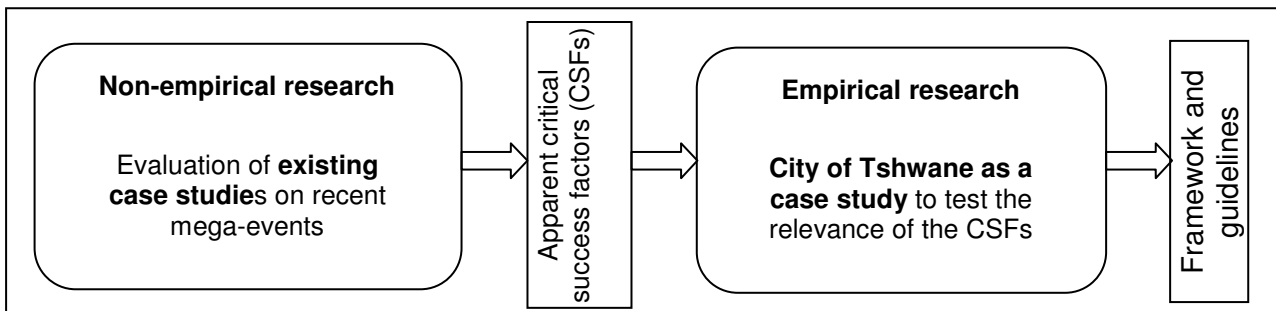 Non-empirical research
Evaluation of existing
case studies on recent
mega-events
Apparent critical
success factors (CSFs)
Empirical research
City of Tshwane as a
case study to test the
relevance of the CSFs
Framework and
guidelines